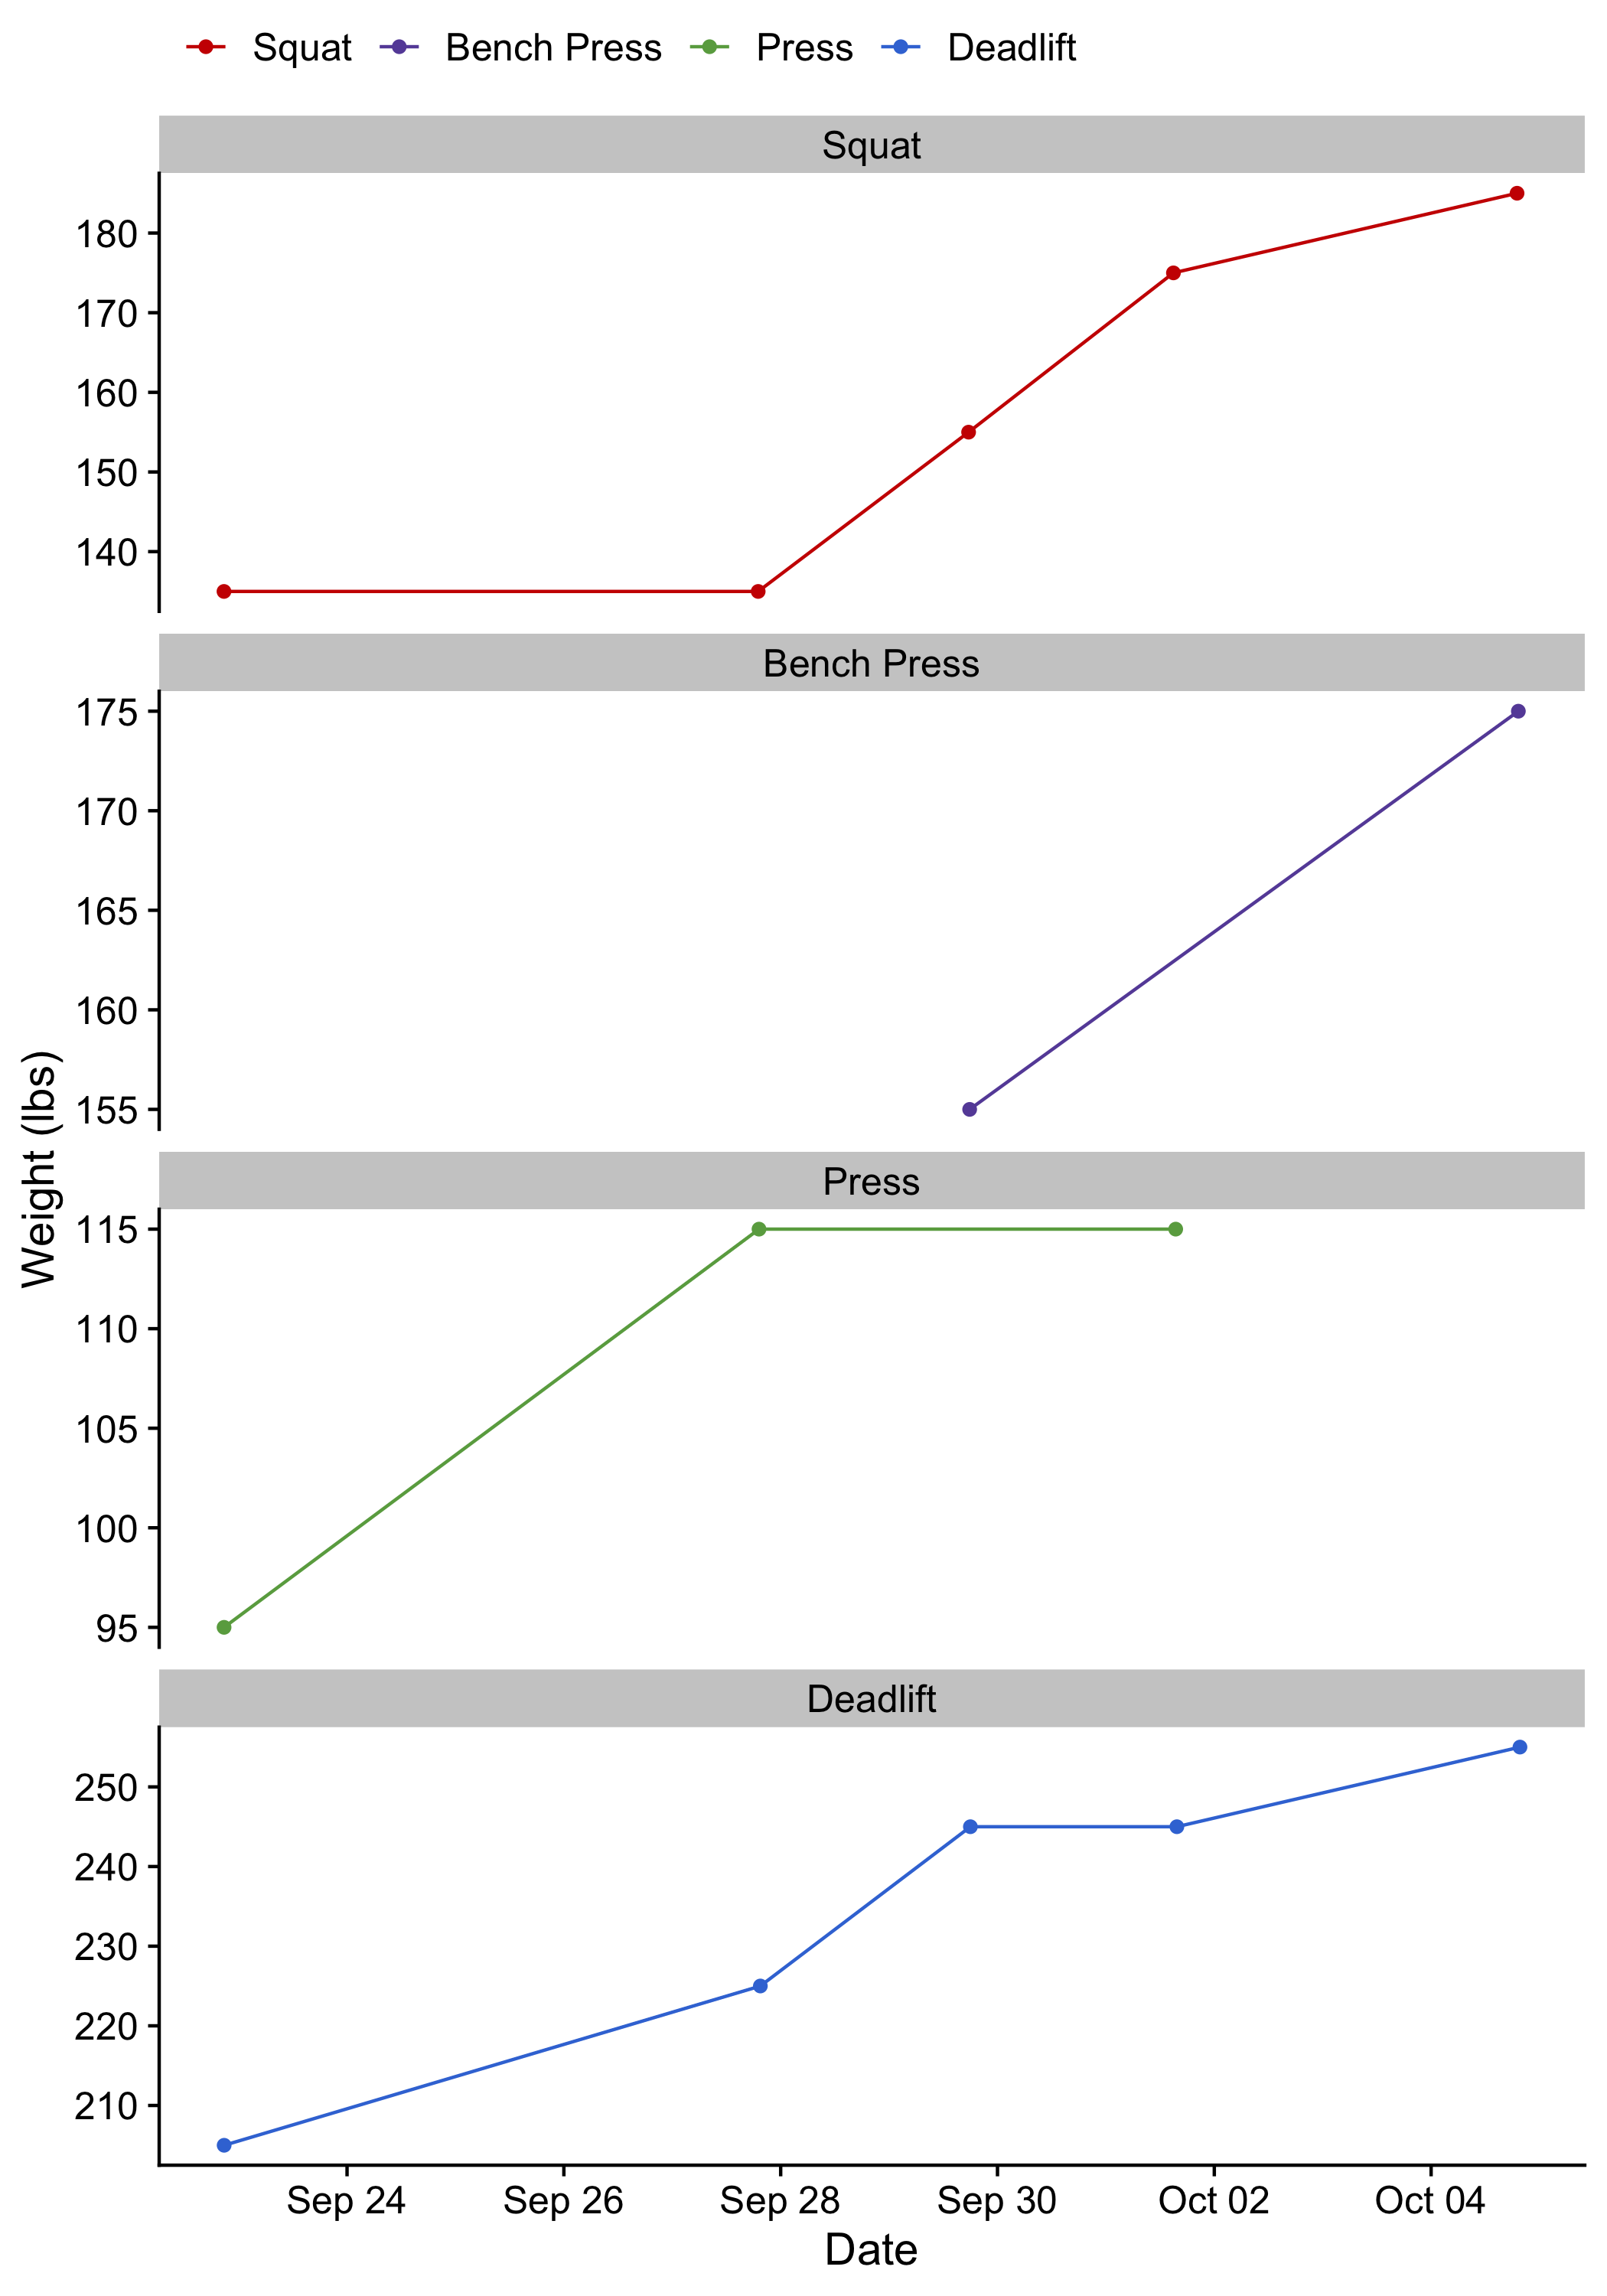 Squat Bench Press Press Deadlift
Squat
180
170
160
150
140
Bench Press
175
170
165
160
155
Weight (lbs)
Press
115
110
105
100
95
Deadlift
250
240
230
220
210
Sep 24 Sep 26 Sep 28 Sep 30 Oct 02 Oct 04
Date